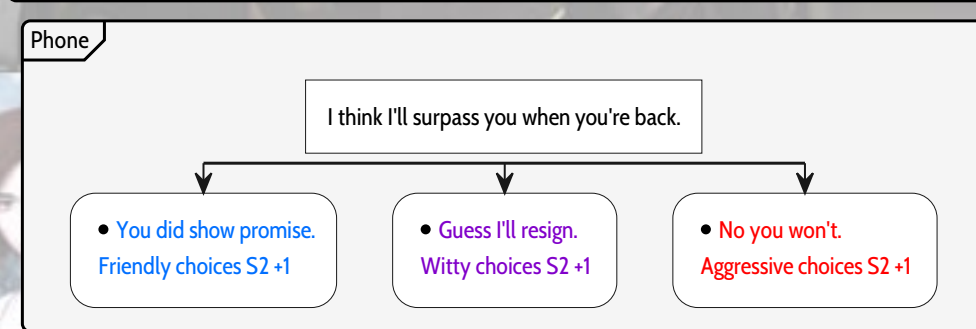 Phone
I think I'll surpass you when you're back.
• You did show promise.
Friendly choices S2 +1
• Guess I'll resign.
Witty choices S2 +1
• No you won't.
Aggressive choices S2 +1